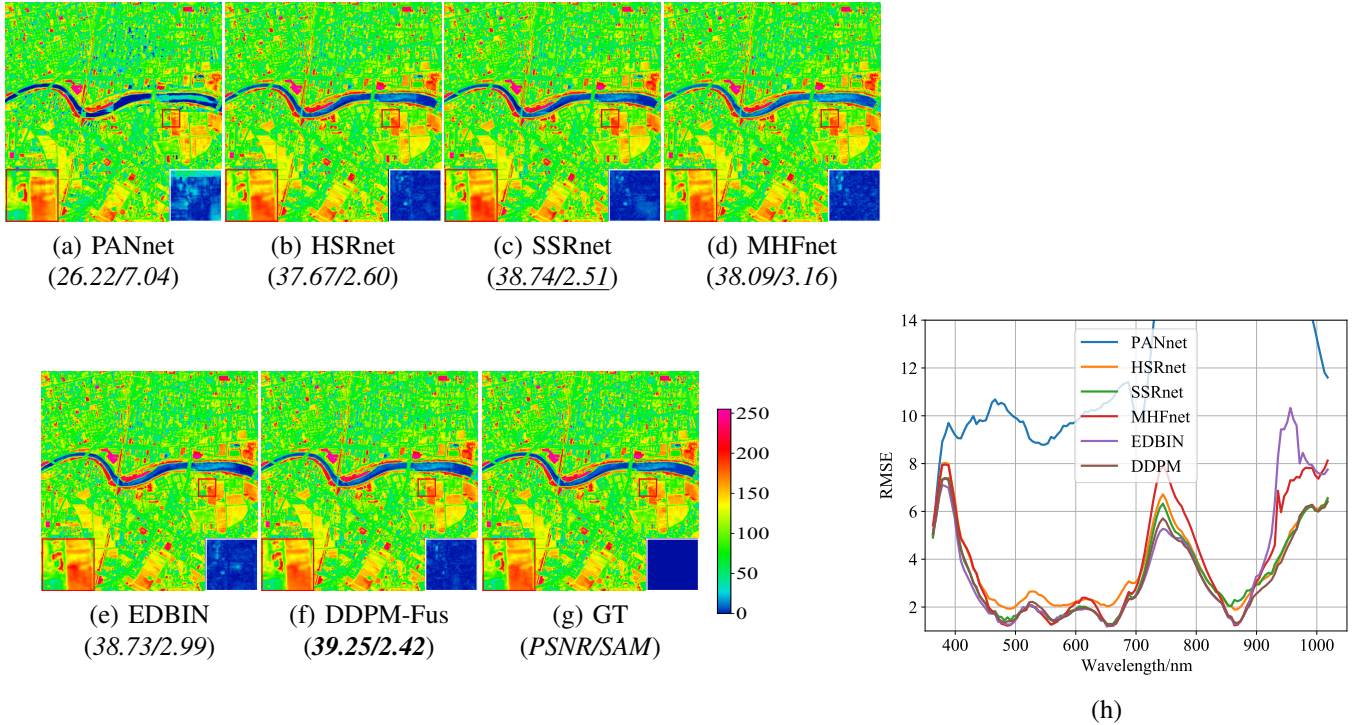 (a) PANnet
(26.22/7.04)
(b) HSRnet
(37.67/2.60)
(c) SSRnet
(38.74/2.51)
(d) MHFnet
(38.09/3.16)
250
200
150
100
50
0
(e) EDBIN
(38.73/2.99)
(f) DDPM-Fus
(39.25/2.42)
(g) GT
(PSNR/SAM)
14
12
10
8
6
4
2
RMSE
PANnet
HSRnet
SSRnet
MHFnet
EDBIN
DDPM
400 500 600 700 800 900 1000
Wavelength/nm
(h)